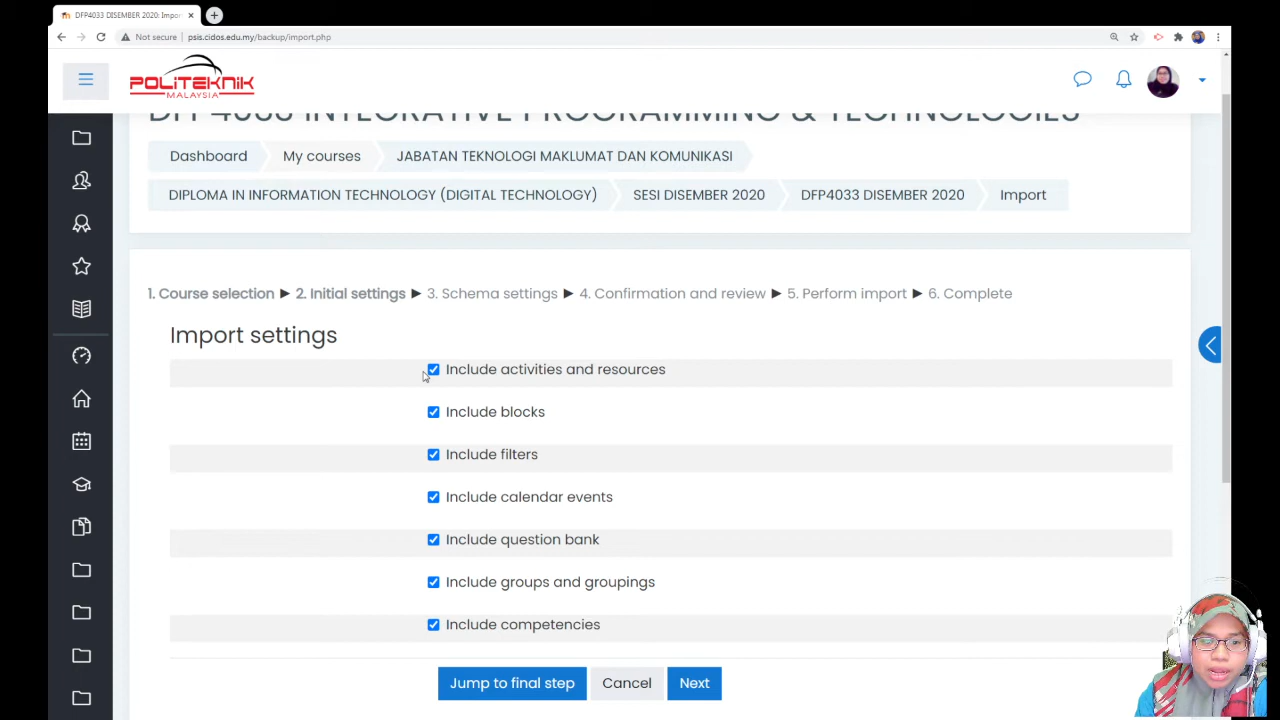 DFP4033 DISEMBER 2020: Impor
Not secure | psis.cidos.edu.my/backup/import.php
POLITEKNIK
MALAYSIA
DFP4033 INTEGRATIVE PROGRAMMING & TECHNOLOGIES
Dashboard My courses JABATAN TEKNOLOGI MAKLUMAT DAN KOMUNIKASI
DIPLOMA IN INFORMATION TECHNOLOGY (DIGITAL TECHNOLOGY) SESI DISEMBER 2020 DFP4033 DISEMBER 2020 Import
1. Course selection ► 2. Initial settings ► 3. Schema settings ► 4. Confirmation and review ► 5. Perform import ► 6. Complete
Import settings
Include activities and resources
Include blocks
Include filters
Include calendar events
Include question bank
Include groups and groupings
Include competencies
Jump to final step Cancel Next